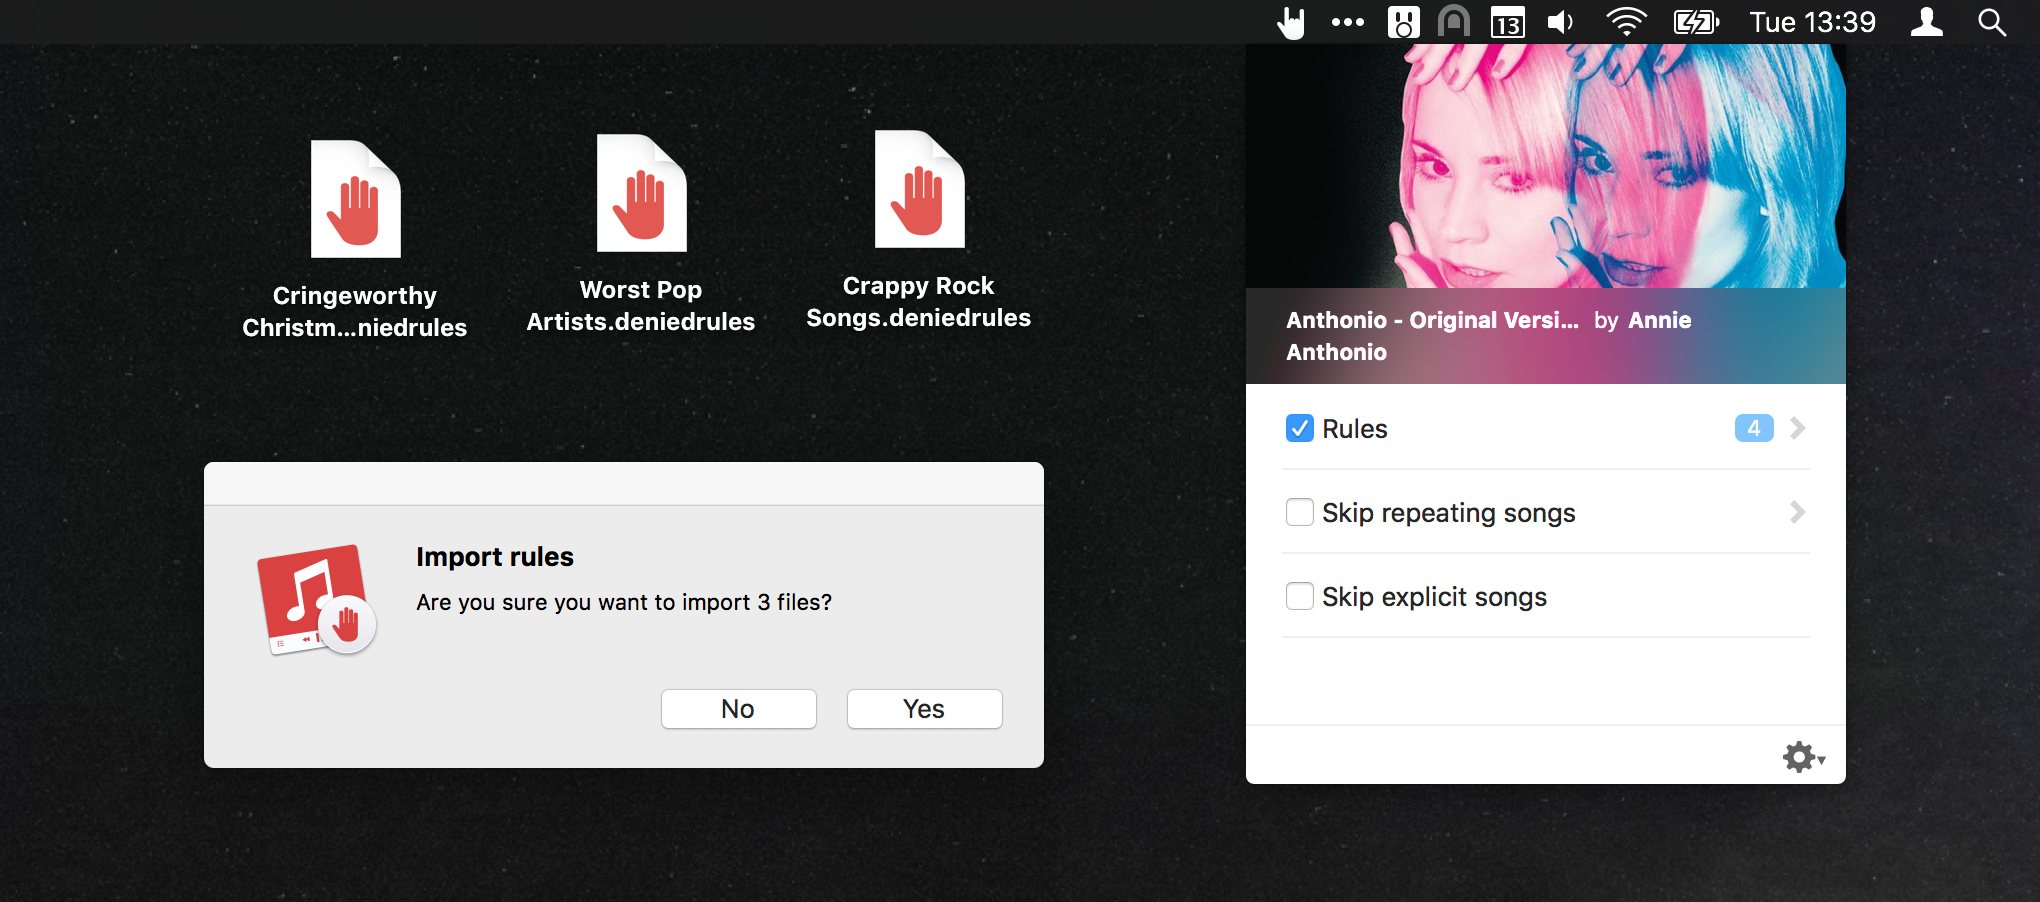 13
Tue 13:39
Cringeworthy
Christm...niedrules
Worst Pop
Artists.deniedrules
Crappy Rock
Songs.deniedrules
Anthonio - Original Versi... by Annie
Anthonio
Rules
4
Skip repeating songs
Skip explicit songs
Import rules
Are you sure you want to import 3 files?
No
Yes